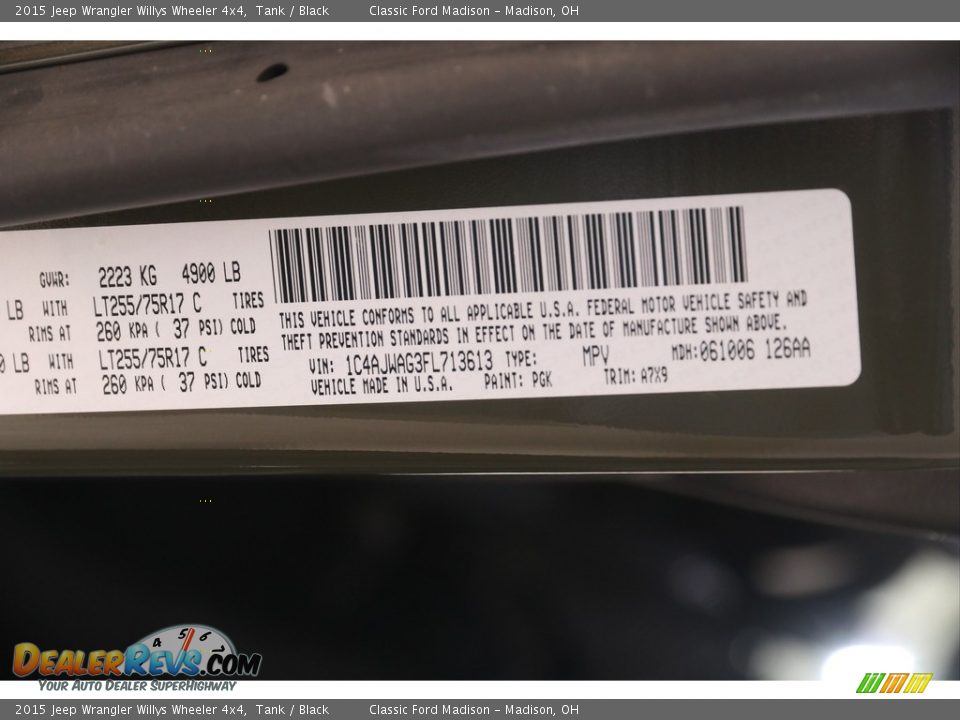 2015 Jeep Wrangler Willys Wheeler 4x4, Tank / Black Classic Ford Madison - Madison, OH
GVWR: 2223 KG 4900 LB
LB WITH LT255/75R17 C TIRES
RIMS AT 260 KPA ( 37 PSI) COLD
0 LB WITH LT255/75R17 C TIRES
RIMS AT 260 KPA ( 37 PSI) COLD
THIS VEHICLE CONFORMS TO ALL APPLICABLE U.S.A. FEDERAL MOTOR VEHICLE SAFETY AND
THEFT PREVENTION STANDARDS IN EFFECT ON THE DATE OF MANUFACTURE SHOWN ABOVE.
VIN: 1C4AJWAG3FL713613 TYPE: MPV MDH:061006 126AA
VEHICLE MADE IN U.S.A. PAINT: PGK TRIM: A7X9
4 5 6
DEALERREVS.COM
YOUR AUTO DEALER SUPERHIGHWAY
2015 Jeep Wrangler Willys Wheeler 4x4, Tank / Black Classic Ford Madison - Madison, OH